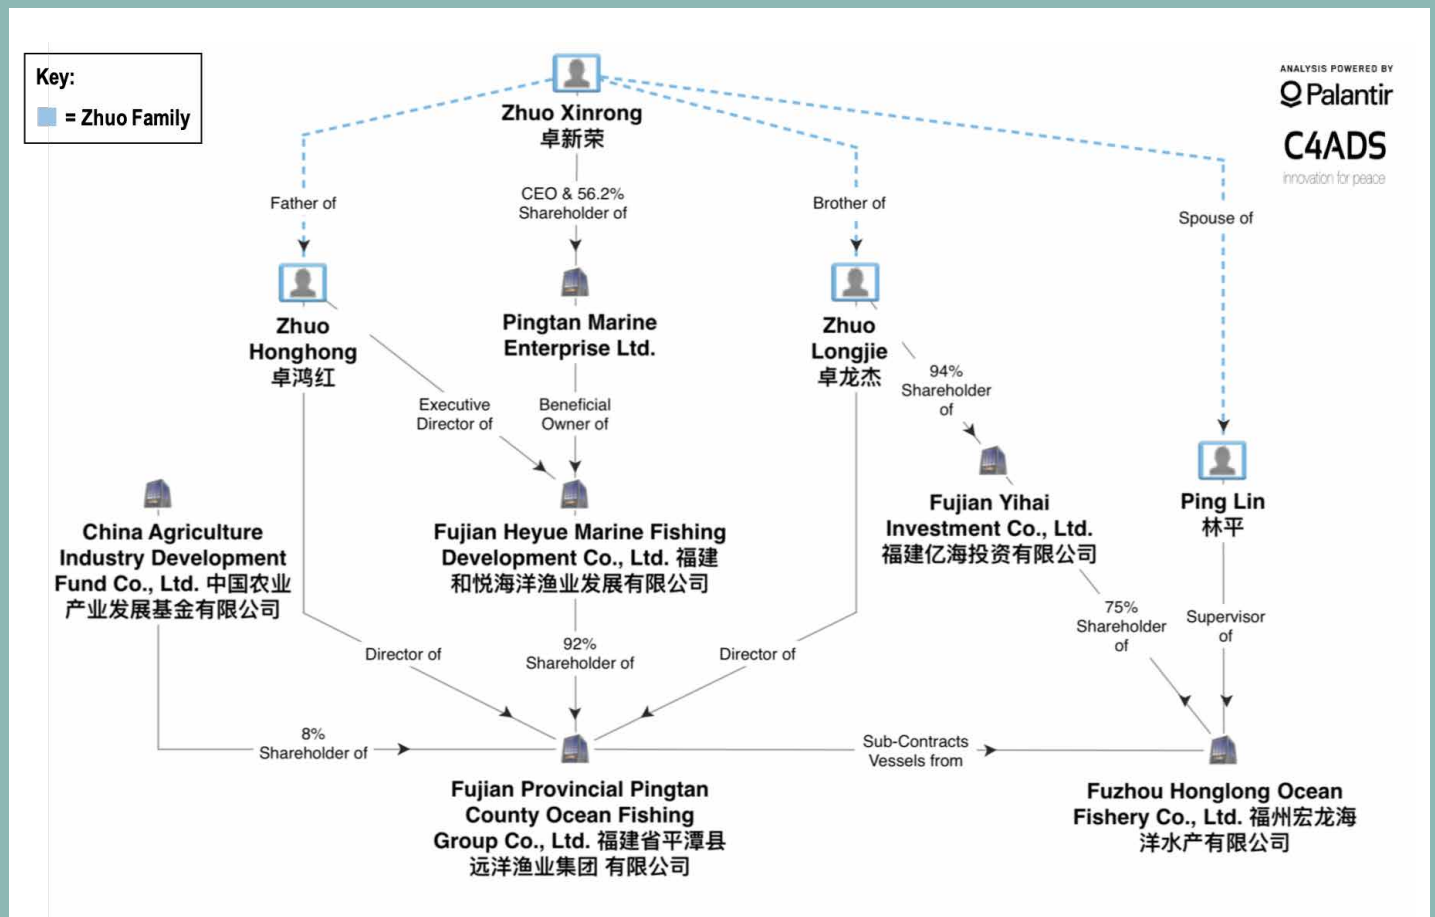 Key:
= Zhuo Family
ANALYSIS POWERED BY
Palantir
C4ADS
innovation for peace
Zhuo Xinrong
卓新荣
Father of
CEO & 56.2%
Shareholder of
Brother of
Spouse of
Zhuo
Honghong
卓鸿红
Pingtan Marine
Enterprise Ltd.
Zhuo
Longjie
卓龙杰
94%
Shareholder
of
Executive
Director of
Beneficial
Owner of
China Agriculture
Industry Development
Fund Co., Ltd. 中国农业
产业发展基金有限公司
Fujian Heyue Marine Fishing
Development Co., Ltd. 福建
和悦海洋渔业发展有限公司
Fujian Yihai
Investment Co., Ltd.
福建亿海投资有限公司
Ping Lin
林平
75%
Shareholder
of
Supervisor
of
Director of
92%
Shareholder of
Director of
8%
Shareholder of
Sub-Contracts
Vessels from
Fujian Provincial Pingtan
County Ocean Fishing
Group Co., Ltd. 福建省平潭县
远洋渔业集团 有限公司
Fuzhou Honglong Ocean
Fishery Co., Ltd. 福州宏龙海
洋水产有限公司